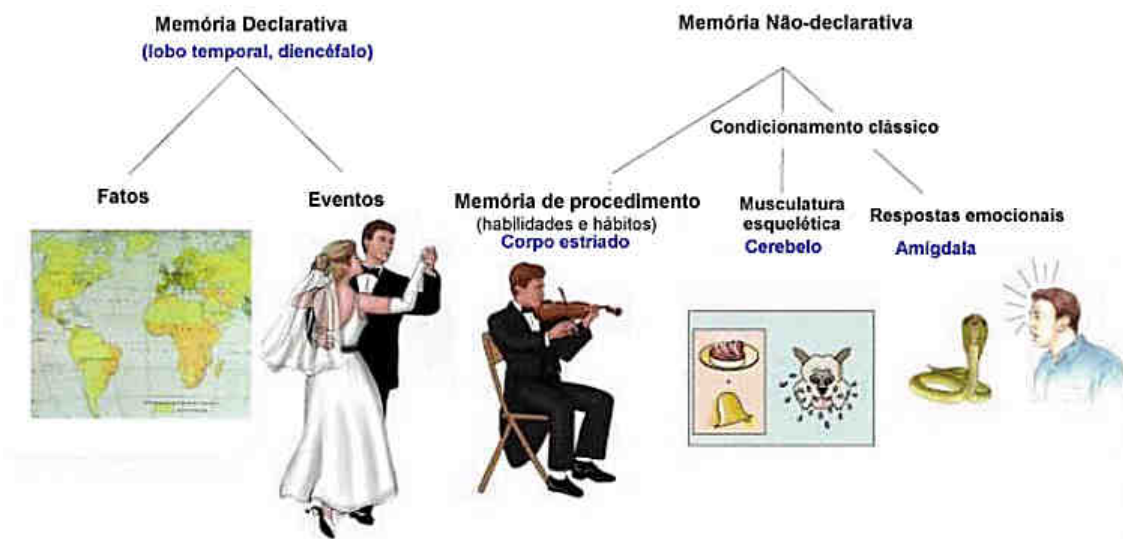 Memória Declarativa
(lobo temporal, diencéfalo)
Memória Não-declarativa
Condicionamento clássico
Fatos
Eventos
Memória de procedimento
(habilidades e hábitos)
Corpo estriado
Musculatura
esquelética
Cerebelo
Respostas emocionais
Amígdala